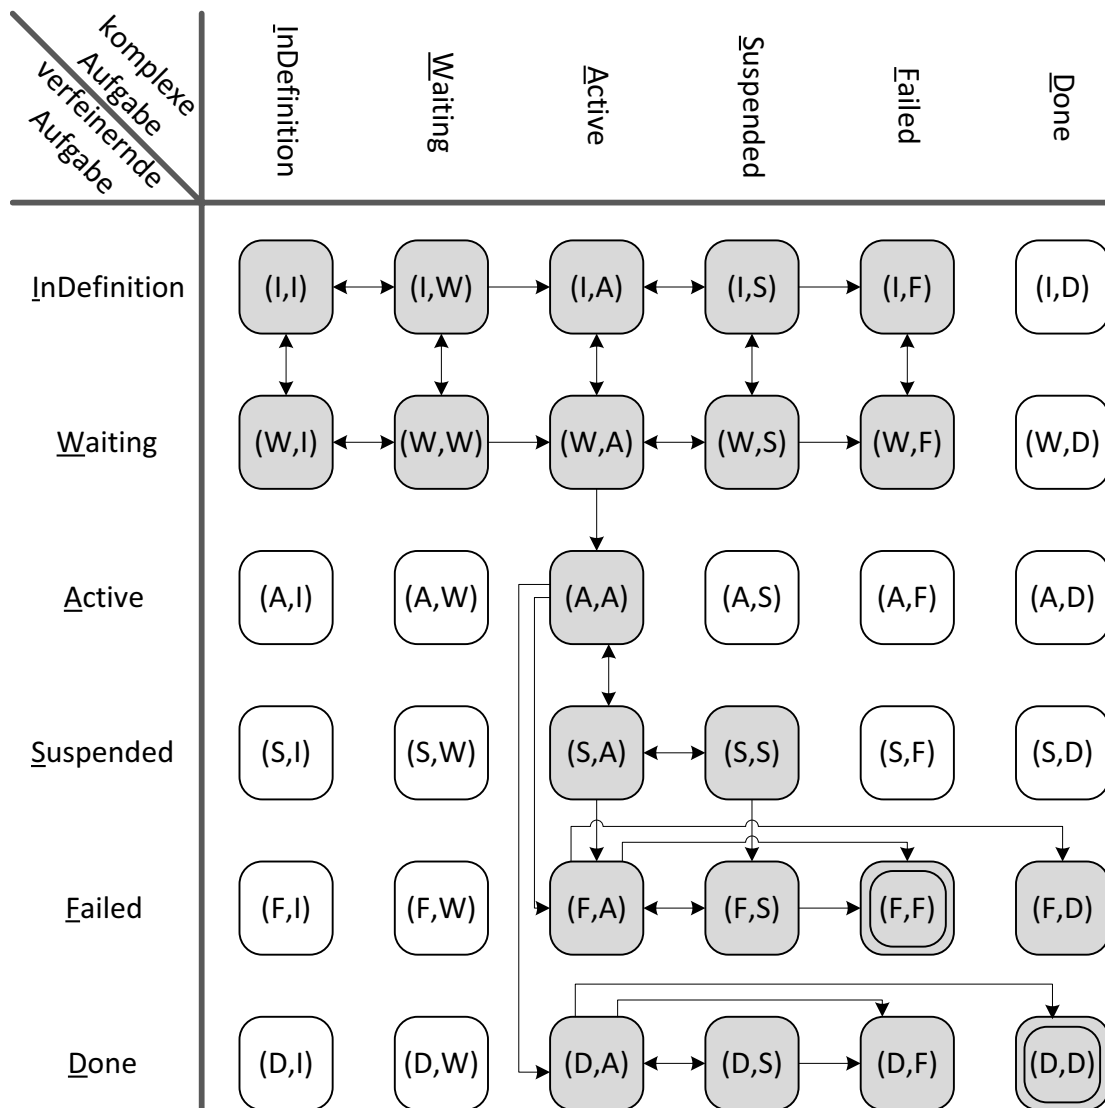 komplexe
Aufgabe
verfeinernde
Aufgabe
InDefinition
Waiting
Active
Suspended
Failed
Done
InDefinition (I,I) (I,W) (I,A) (I,S) (I,F) (I,D)
Waiting (W,I) (W,W) (W,A) (W,S) (W,F) (W,D)
Active (A,I) (A,W) (A,A) (A,S) (A,F) (A,D)
Suspended (S,I) (S,W) (S,A) (S,S) (S,F) (S,D)
Failed (F,I) (F,W) (F,A) (F,S) (F,F) (F,D)
Done (D,I) (D,W) (D,A) (D,S) (D,F) (D,D)